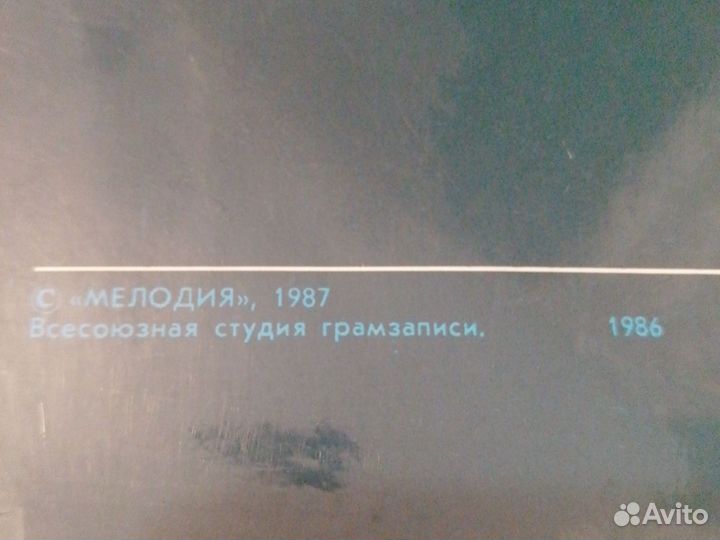 © «МЕЛОДИЯ», 1987
Всесоюзная студия грамзаписи. 1986
Avito